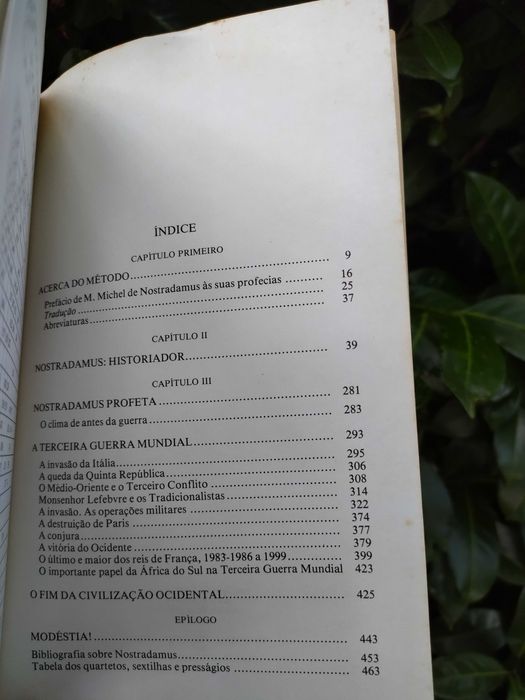 ÍNDICE
CAPÍTULO PRIMEIRO
ACERCA DO MÉTODO 9
Prefácio de M. Michel de Nostradamus às suas profecias 16
Tradução 25
Abreviaturas 37
CAPÍTULO II
NOSTRADAMUS: HISTORIADOR 39
CAPÍTULO III
NOSTRADAMUS PROFETA 281
O clima de antes da guerra 283
A TERCEIRA GUERRA MUNDIAL 293
A invasão da Itália 295
A queda da Quinta República 306
O Médio-Oriente e o Terceiro Conflito 308
Monsenhor Lefebvre e os Tradicionalistas 314
A invasão. As operações militares 322
A destruição de Paris 374
A conjura 377
A vitória do Ocidente 379
O último e maior dos reis de França, 1983-1986 a 1999 399
O importante papel da África do Sul na Terceira Guerra Mundial 423
O FIM DA CIVILIZAÇÃO OCIDENTAL 425
EPÍLOGO
MODÉSTIA! 443
Bibliografia sobre Nostradamus 453
Tabela dos quartetos, sextilhas e presságios 463